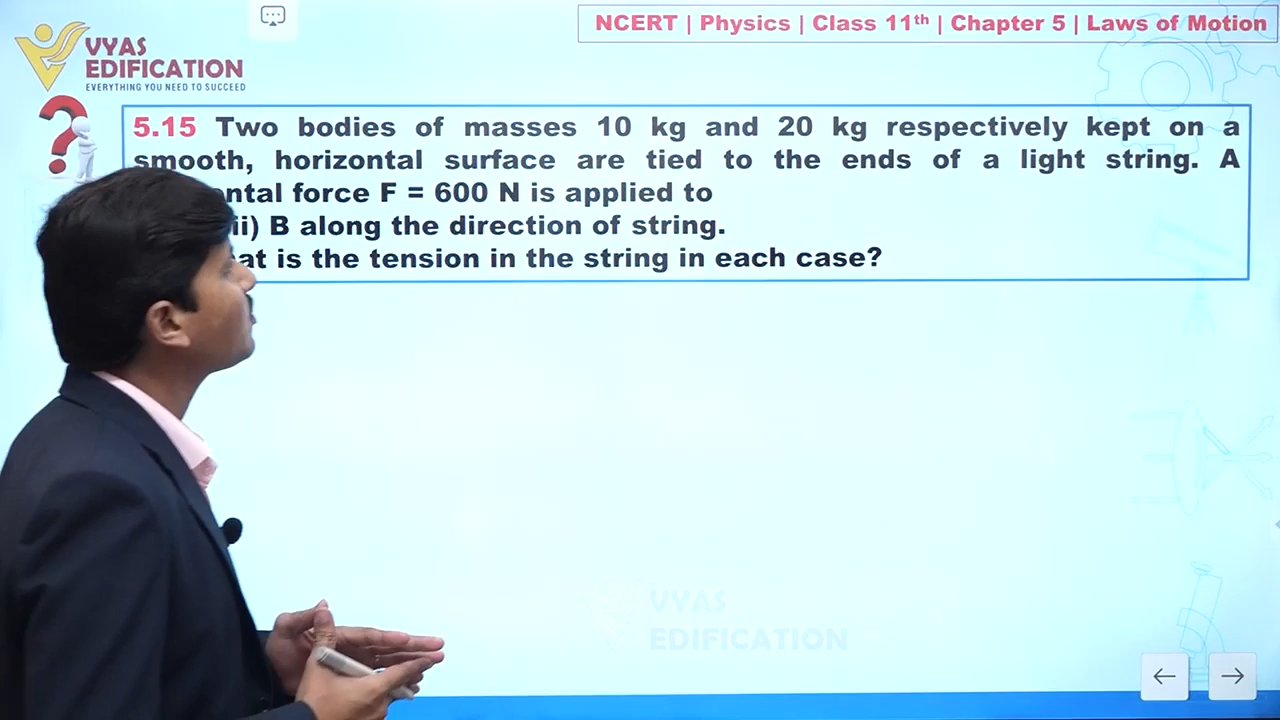 NCERT | Physics | Class 11th | Chapter 5 | Laws of Motion
VYAS
EDIFICATION
EVERYTHING YOU NEED TO SUCCEED
5.15 Two bodies of masses 10 kg and 20 kg respectively kept on a
smooth, horizontal surface are tied to the ends of a light string. A
force F = 600 N is applied to
ii) B along the direction of string.
is the tension in the string in each case?
VYAS
EDIFICATION